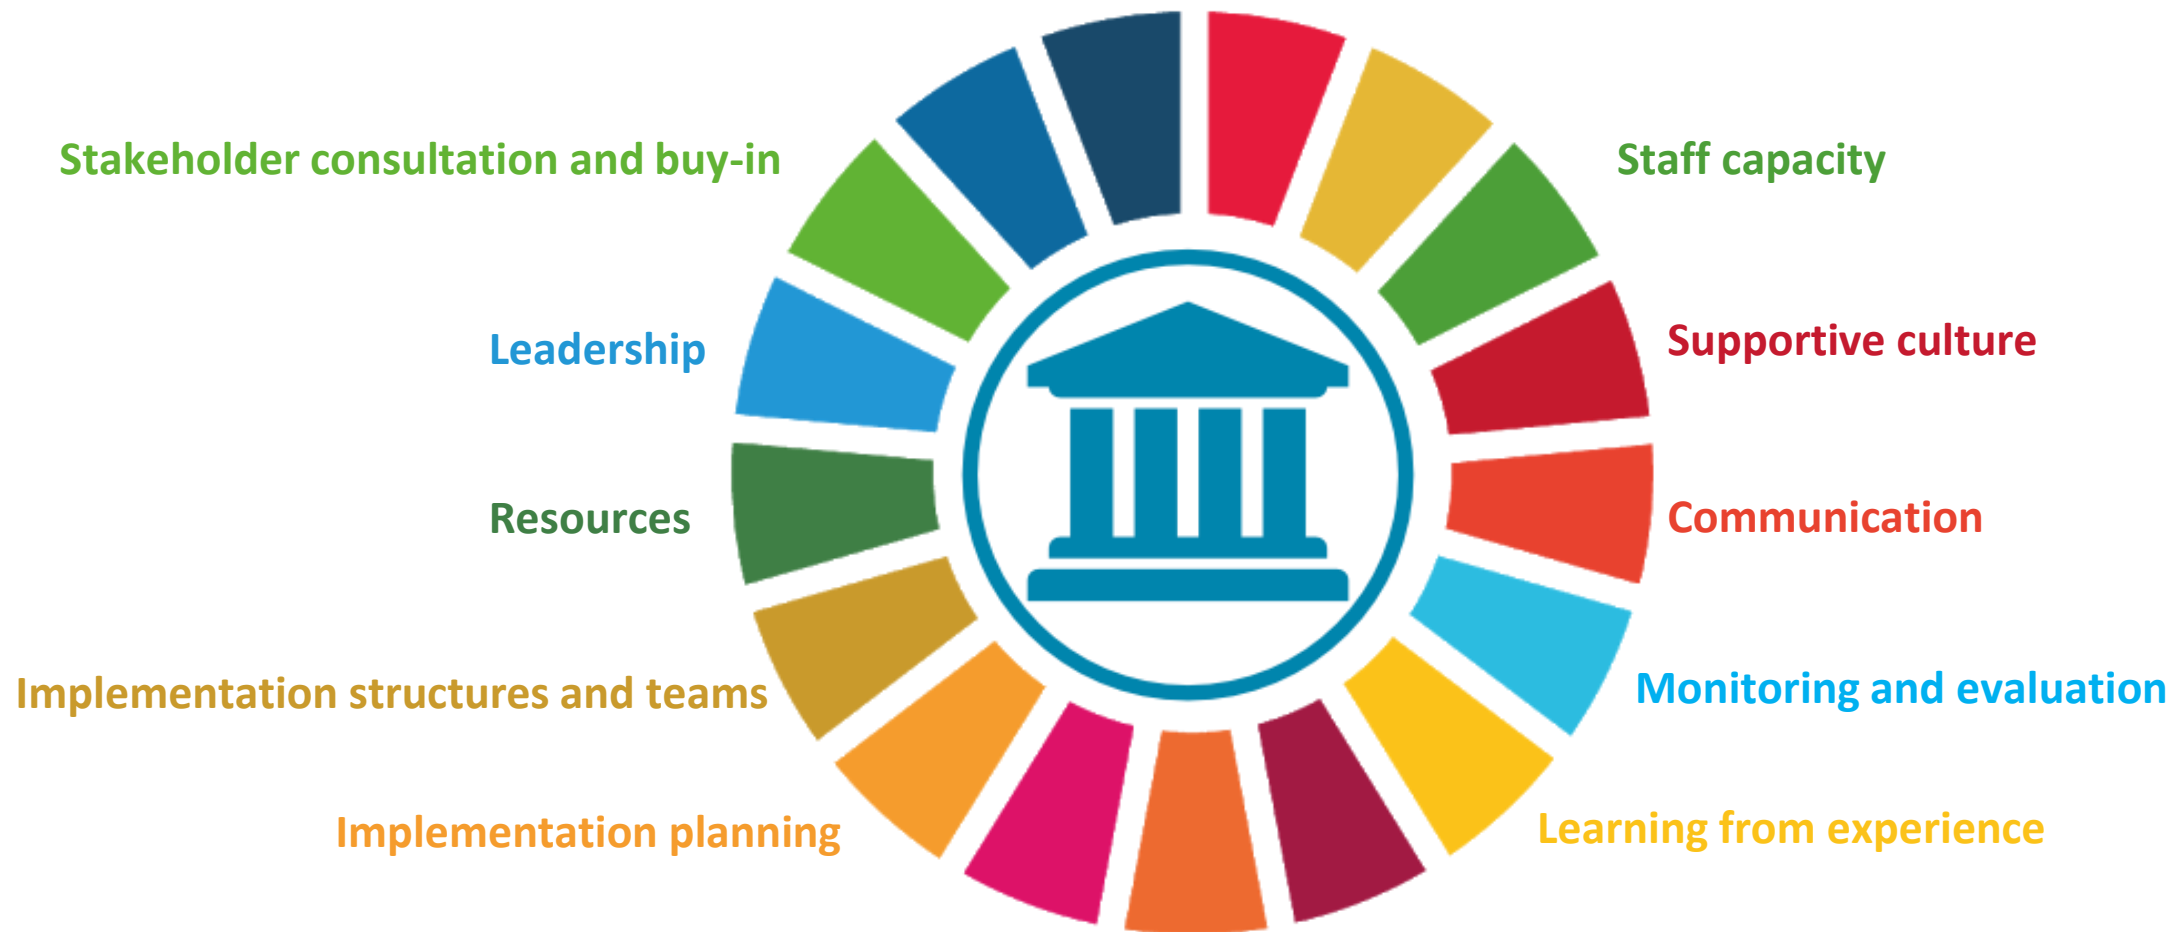 Stakeholder consultation and buy-in
Leadership
Resources
Implementation structures and teams
Implementation planning
Staff capacity
Supportive culture
Communication
Monitoring and evaluation
Learning from experience